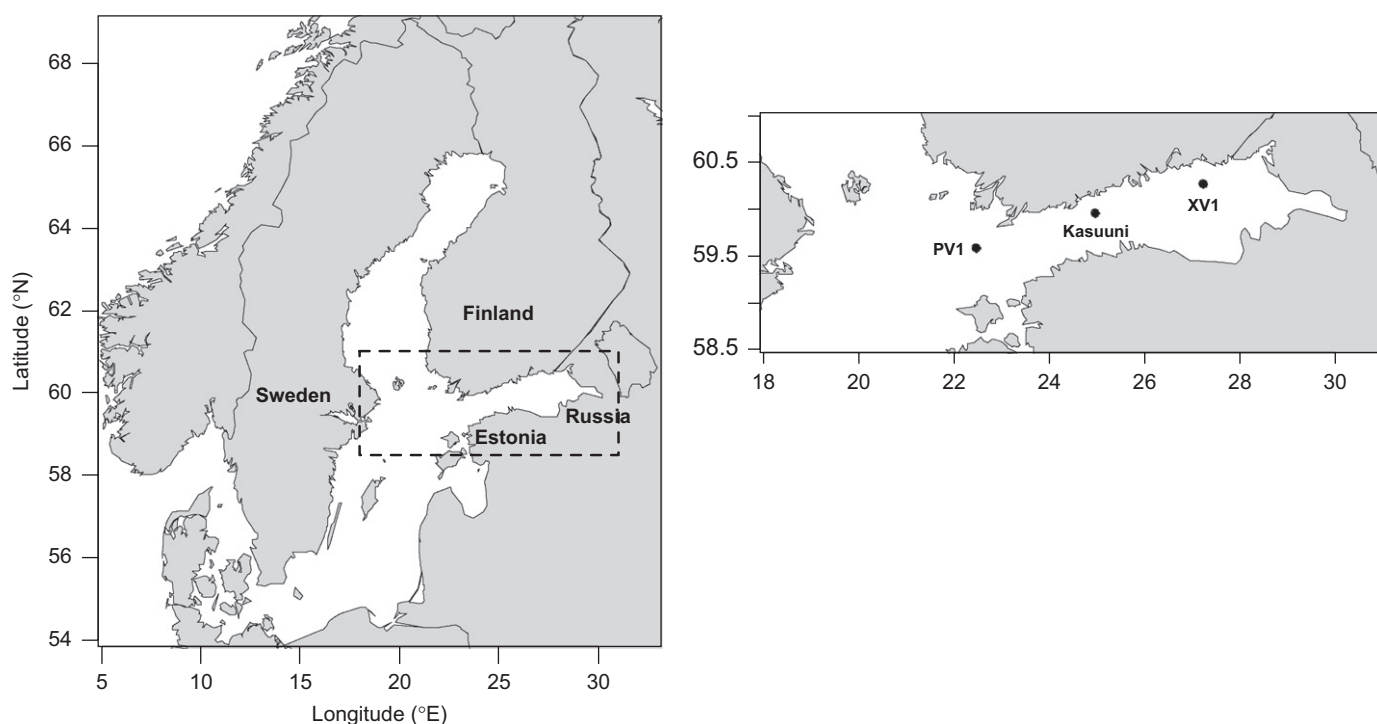 68
66
64
62
60
58
56
54
Latitude (°N)
Finland
Sweden
Russia
Estonia
5 10 15 20 25 30
Longitude (°E)
60.5
59.5
58.5
XV1
Kasuuni
PV1
18 20 22 24 26 28 30